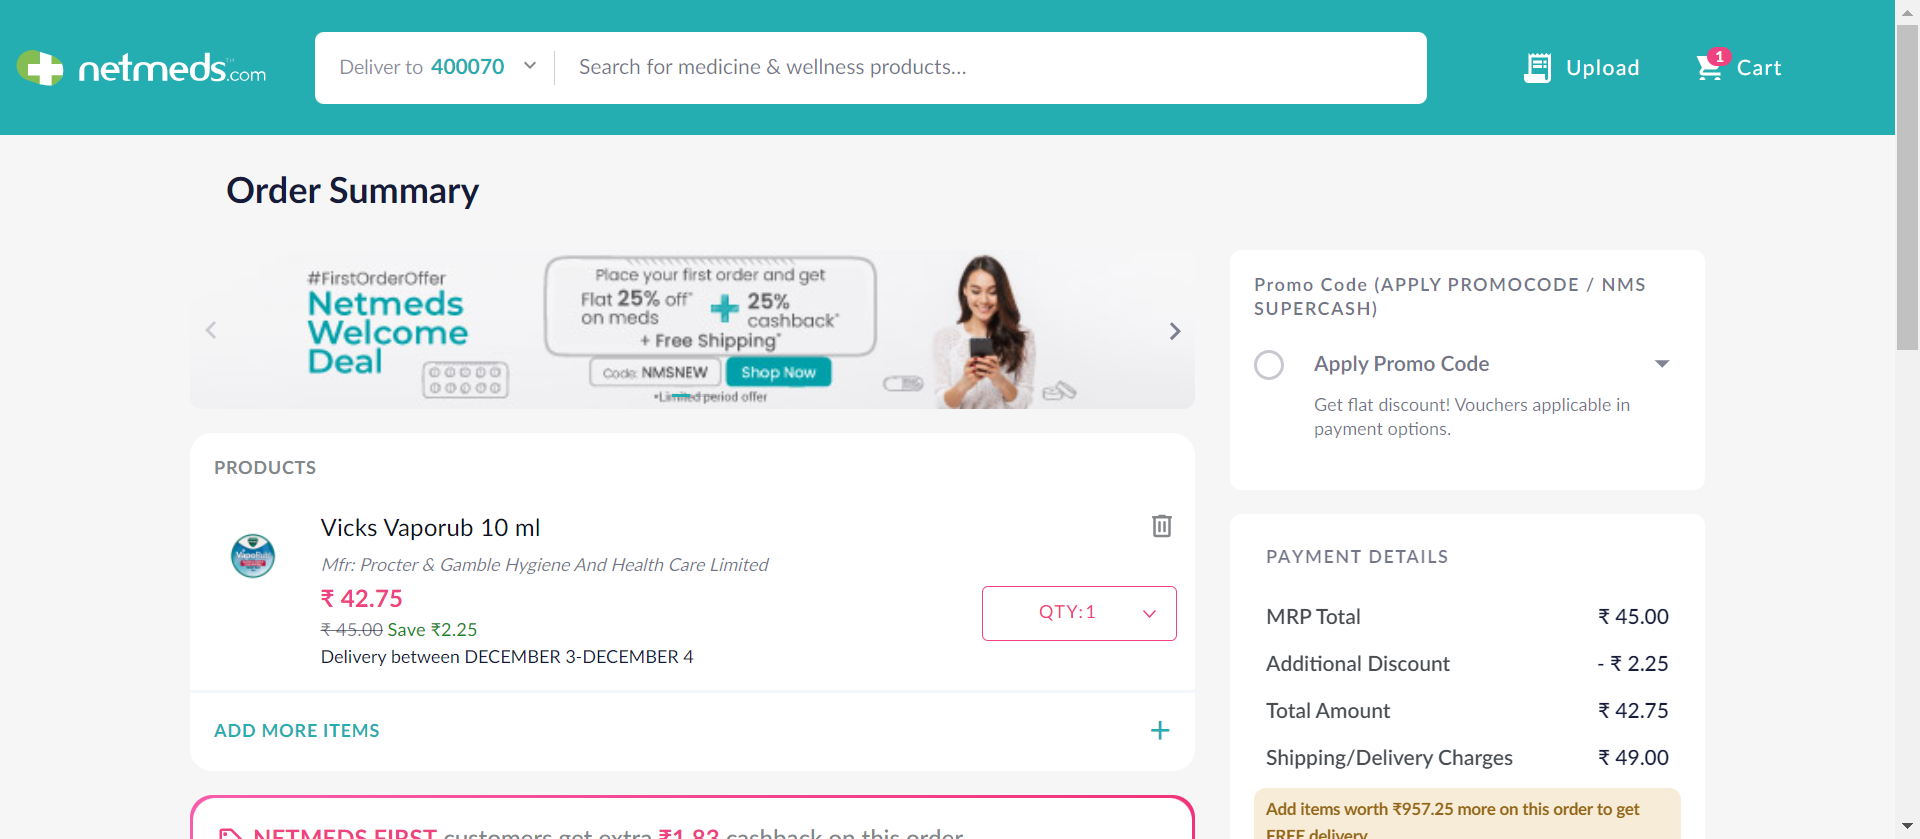 netmeds.com
Deliver to 400070
Search for medicine & wellness products...
Upload
1
Cart
Order Summary
#FirstOrderOffer
Netmeds
Welcome
Deal
Place your first order and get
Flat 25% off*
on meds
+ 25%
cashback*
+ Free Shipping*
Code: NMSNEW
Shop Now
*Limited period offer
Promo Code (APPLY PROMOCODE / NMS
SUPERCASH)
Apply Promo Code
Get flat discount! Vouchers applicable in
payment options.
PRODUCTS
VapoRub
Vicks Vaporub 10 ml
Mfr: Procter & Gamble Hygiene And Health Care Limited
₹ 42.75
₹ 45.00 Save ₹2.25
Delivery between DECEMBER 3-DECEMBER 4
QTY:1
ADD MORE ITEMS
+
NETMEDS FIRST customers get extra ₹1.83 cashback on this order
PAYMENT DETAILS
MRP Total ₹ 45.00
Additional Discount - ₹ 2.25
Total Amount ₹ 42.75
Shipping/Delivery Charges ₹ 49.00
Add items worth ₹957.25 more on this order to get
FREE delivery